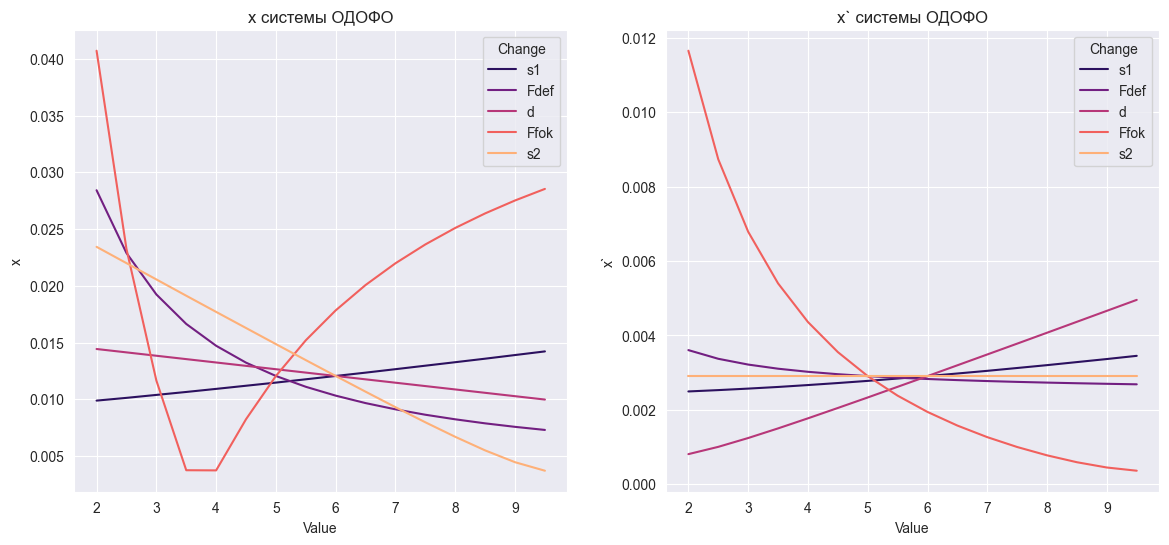 x системы ОДОФО
0.040
0.035
0.030
0.025
0.020
0.015
0.010
0.005
x
2 3 4 5 6 7 8 9
Value
Change
s1
Fdef
d
Ffok
s2
x` системы ОДОФО
0.012
0.010
0.008
0.006
0.004
0.002
0.000
x`
2 3 4 5 6 7 8 9
Value
Change
s1
Fdef
d
Ffok
s2